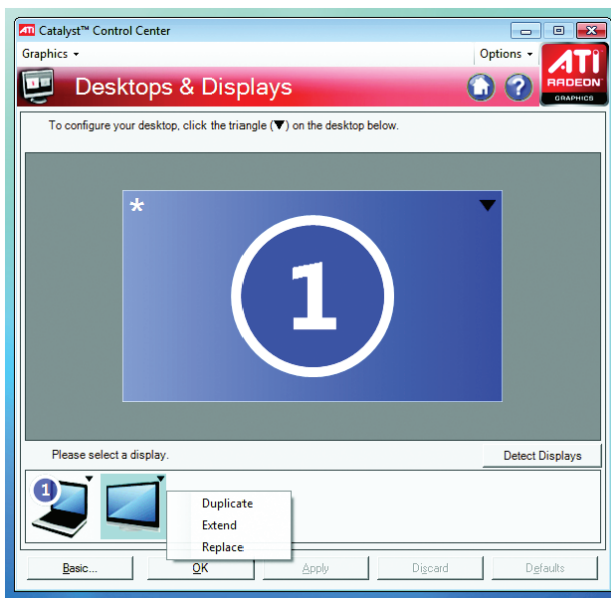 ATI Catalyst™ Control Center
Graphics Options
ATI
RADEON
GRAPHICS
Desktops & Displays
To configure your desktop, click the triangle (▼) on the desktop below.
*
1
Please select a display.
Detect Displays
1
Duplicate
Extend
Replace
Basic... OK Apply Discard Defaults